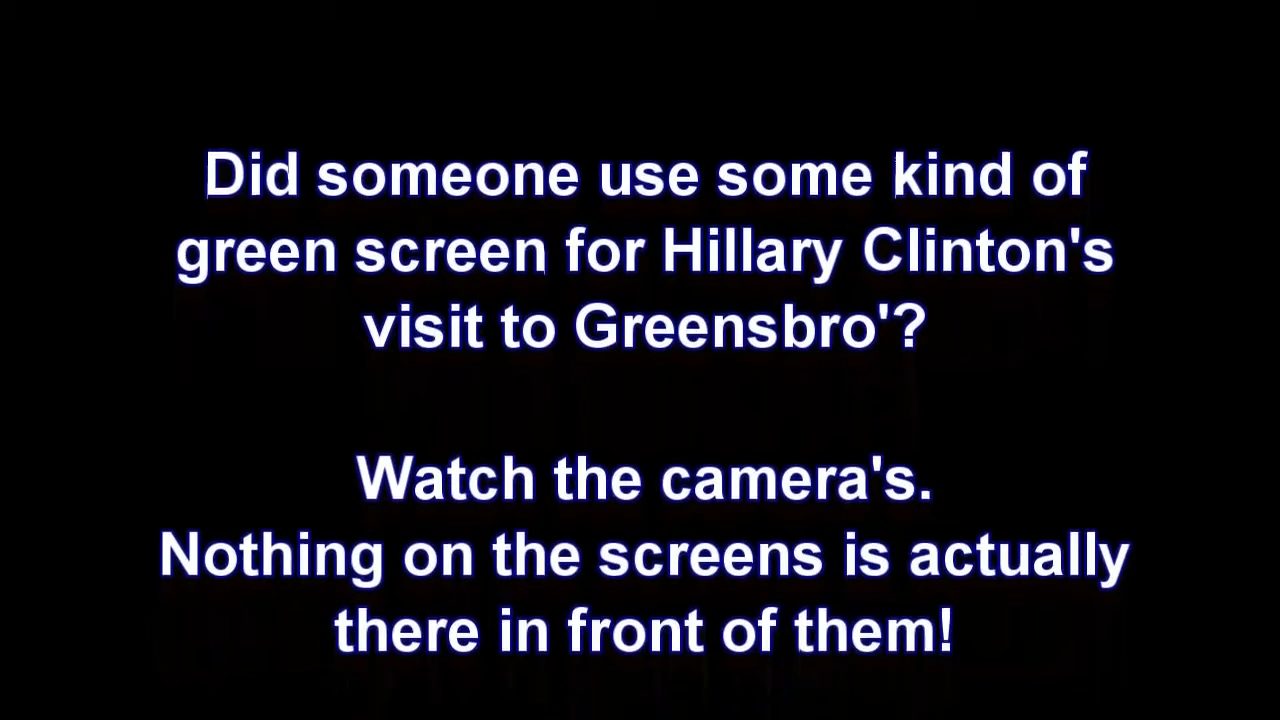 Did someone use some kind of
green screen for Hillary Clinton's
visit to Greensbro'?
Watch the camera's.
Nothing on the screens is actually
there in front of them!